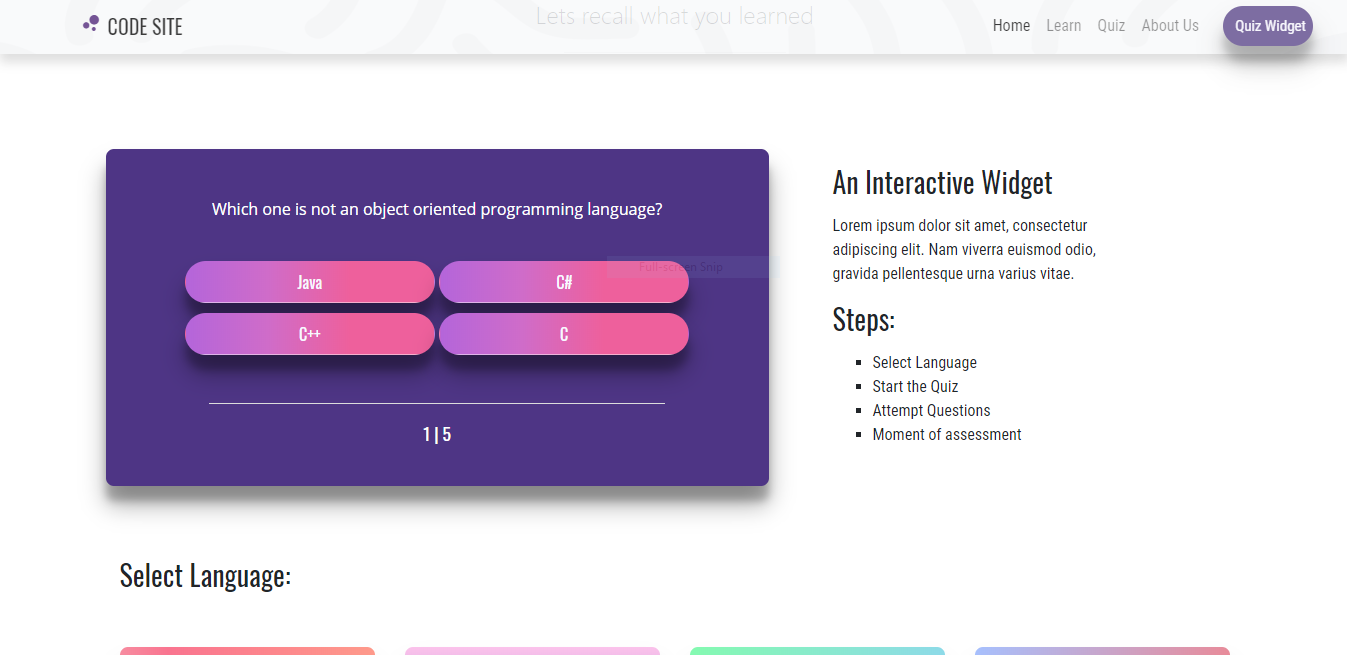 Lets recall what you learned
CODE SITE
Home Learn Quiz About Us Quiz Widget
Which one is not an object oriented programming language?
Full-screen Snip
Java C#
C++ C
1 | 5
An Interactive Widget
Lorem ipsum dolor sit amet, consectetur
adipiscing elit. Nam viverra euismod odio,
gravida pellentesque urna varius vitae.
Steps:
Select Language
Start the Quiz
Attempt Questions
Moment of assessment
Select Language: